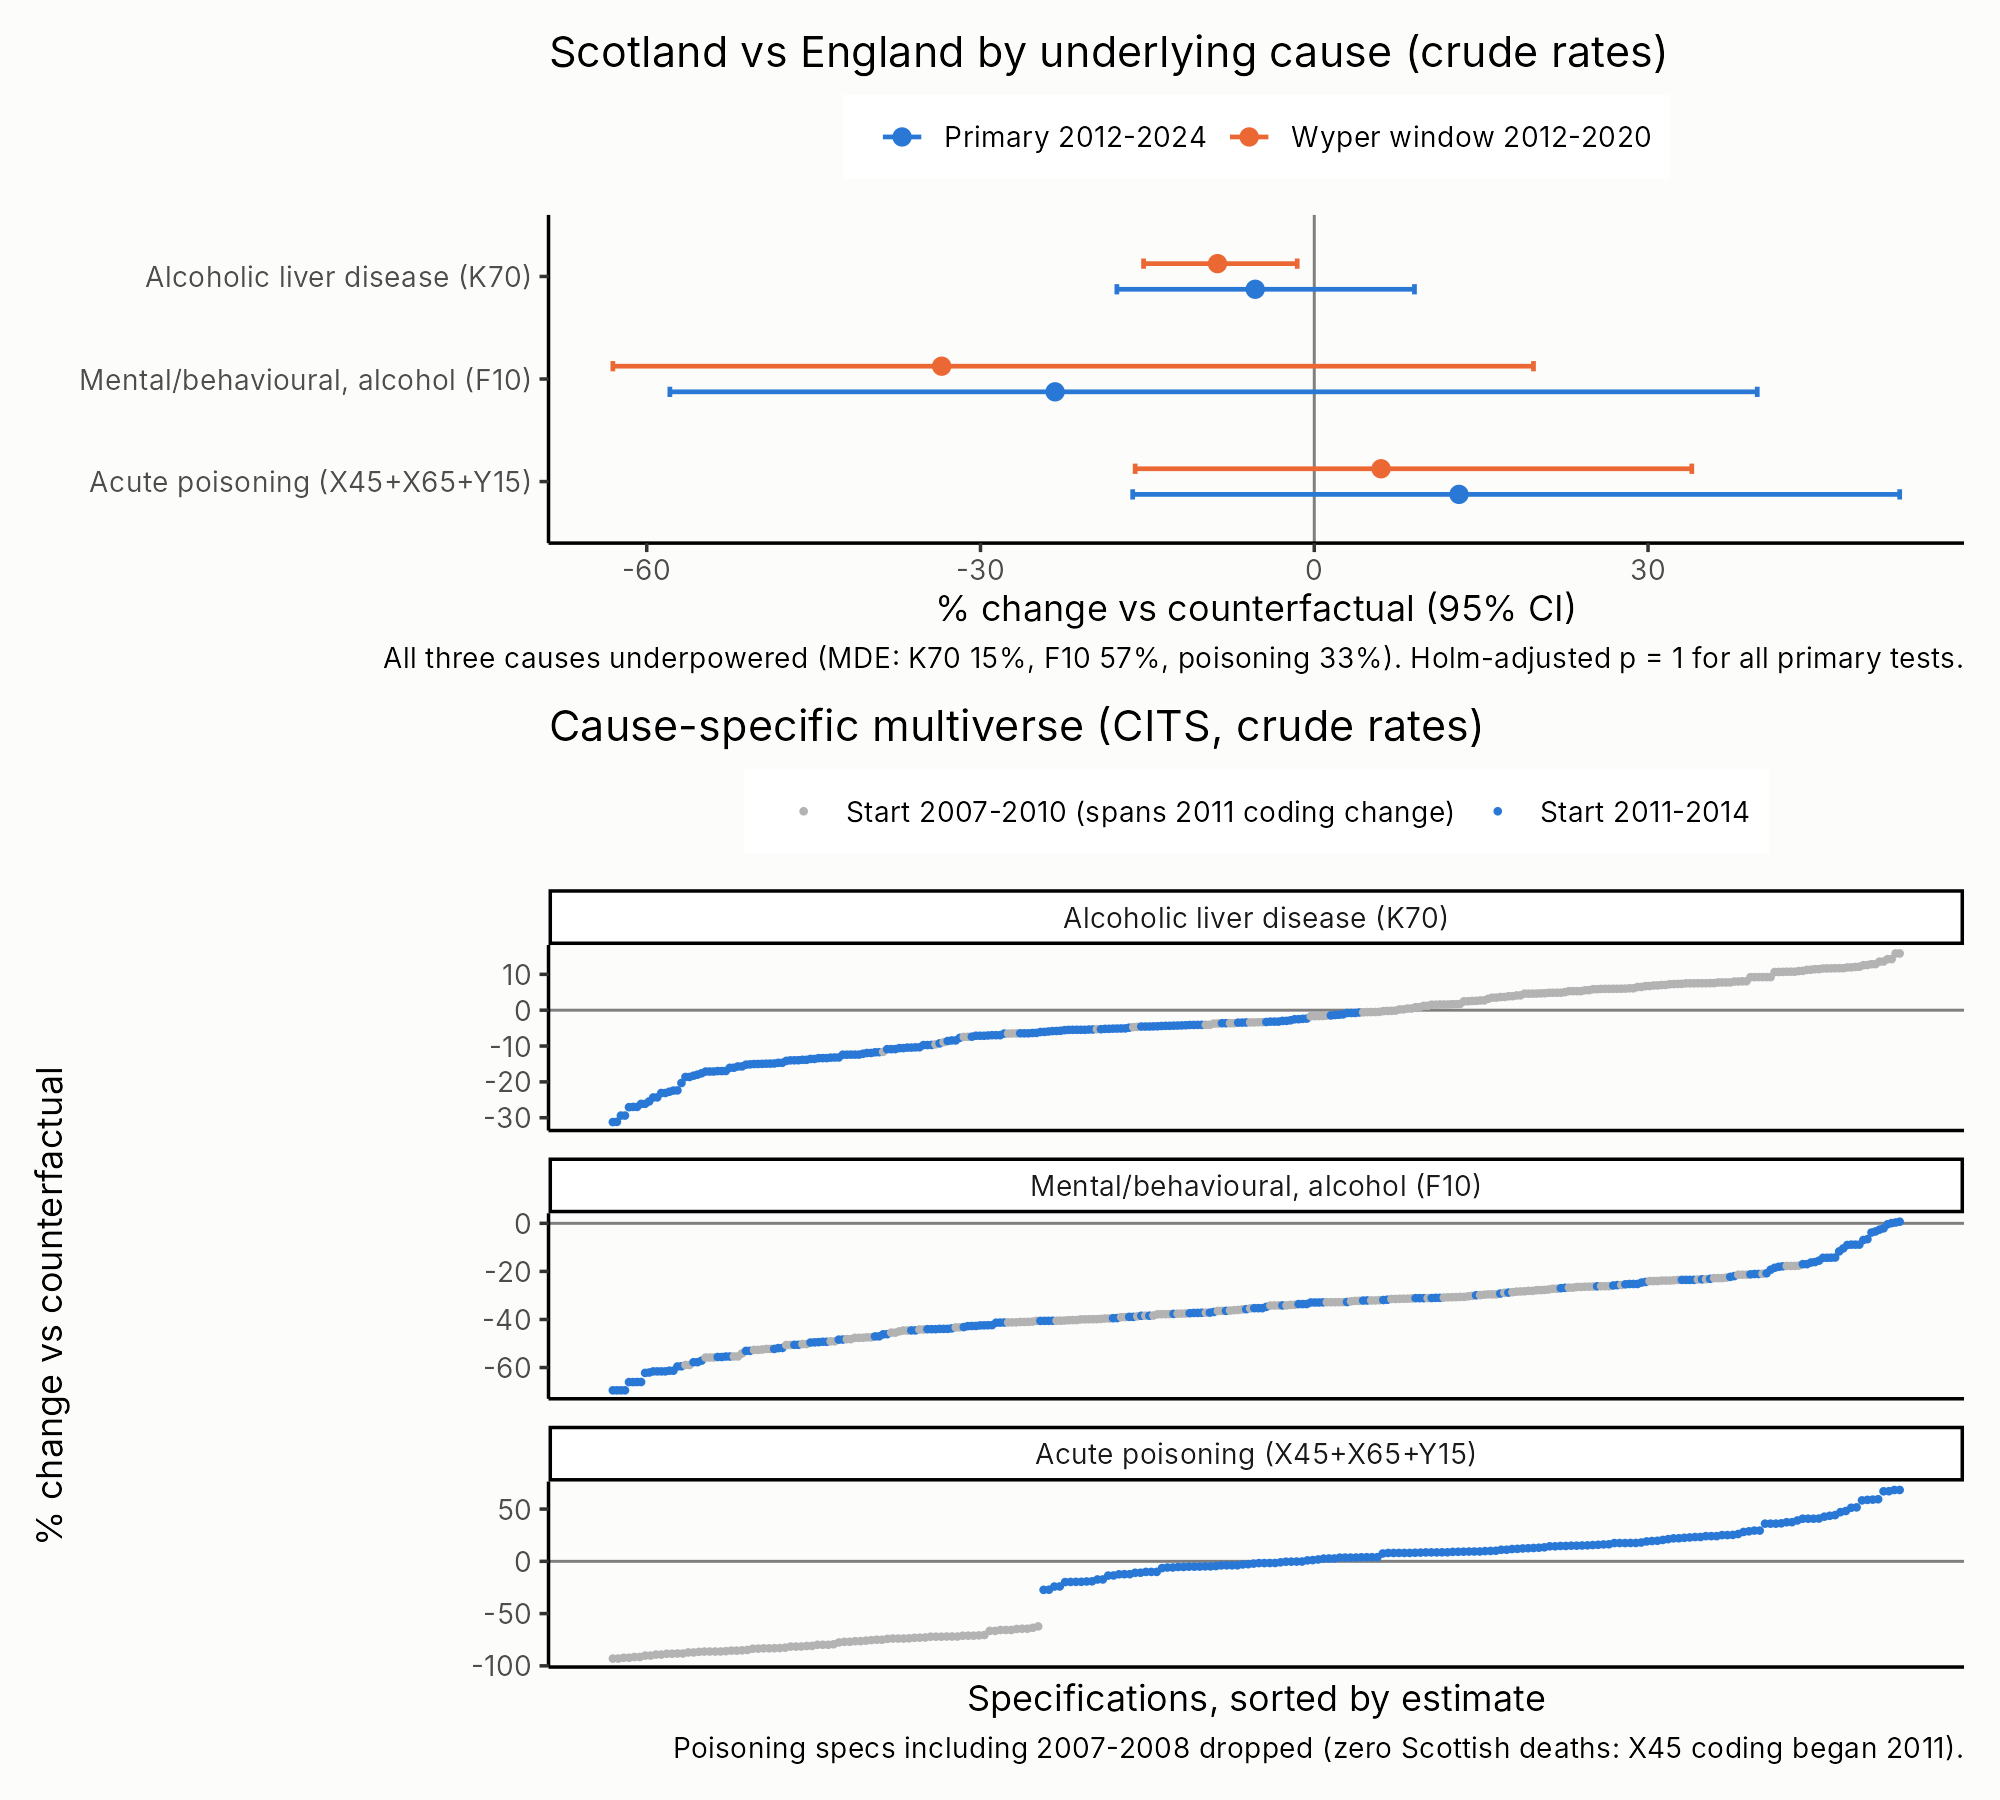 Scotland vs England by underlying cause (crude rates)
Primary 2012-2024
Wyper window 2012-2020
Alcoholic liver disease (K70)
Mental/behavioural, alcohol (F10)
Acute poisoning (X45+X65+Y15)
-60
-30
0
30
% change vs counterfactual (95% CI)
All three causes underpowered (MDE: K70 15%, F10 57%, poisoning 33%). Holm-adjusted p = 1 for all primary tests.
Cause-specific multiverse (CITS, crude rates)
Start 2007-2010 (spans 2011 coding change)
Start 2011-2014
% change vs counterfactual
Alcoholic liver disease (K70)
10
0
-10
-20
-30
Mental/behavioural, alcohol (F10)
0
-20
-40
-60
Acute poisoning (X45+X65+Y15)
50
0
-50
-100
Specifications, sorted by estimate
Poisoning specs including 2007-2008 dropped (zero Scottish deaths: X45 coding began 2011).